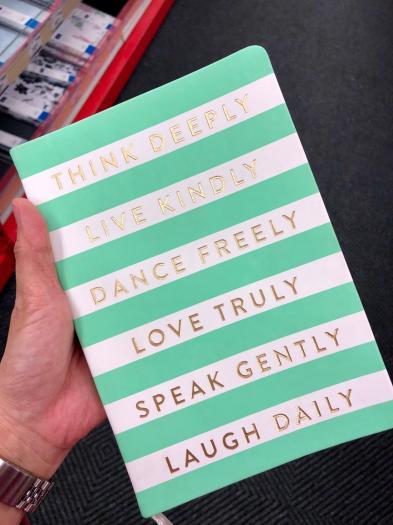 THINK DEEPLY
LIVE KINDLY
DANCE FREELY
LOVE TRULY
SPEAK GENTLY
LAUGH DAILY